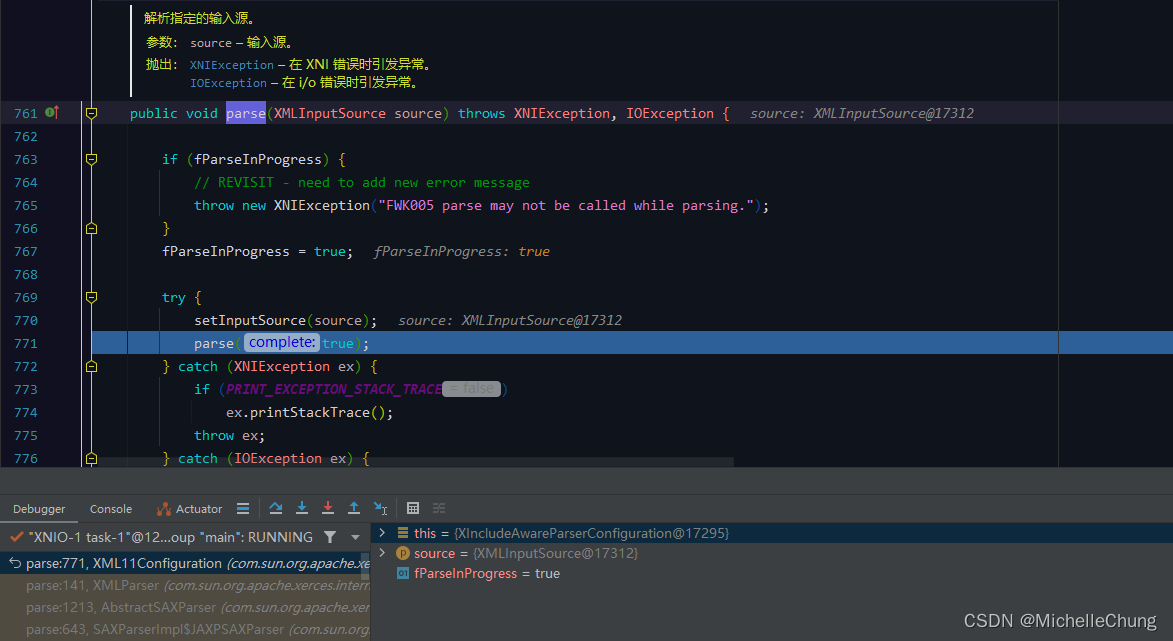 解析指定的输入源。
参数: source – 输入源。
抛出: XNIException – 在 XNI 错误时引发异常。
IOException – 在 i/o 错误时引发异常。
761 public void parse(XMLInputSource source) throws XNIException, IOException { source: XMLInputSource@17312
762
763 if (fParseInProgress) {
764 // REVISIT - need to add new error message
765 throw new XNIException("FWK005 parse may not be called while parsing.");
766 }
767 fParseInProgress = true; fParseInProgress: true
768
769 try {
770 setInputSource(source); source: XMLInputSource@17312
771 parse( complete: true);
772 } catch (XNIException ex) {
773 if (PRINT_EXCEPTION_STACK_TRACE = false )
774 ex.printStackTrace();
775 throw ex;
776 } catch (IOException ex) {
Debugger Console Actuator
"XNIO-1 task-1"@12...oup "main": RUNNING
parse:771, XML11Configuration (com.sun.org.apache.xe
parse:141, XMLParser (com.sun.org.apache.xerces.intern
parse:1213, AbstractSAXParser (com.sun.org.apache.xer
parse:643, SAXParserImpl$JAXPSAXParser (com.sun.org.
this = {XIncludeAwareParserConfiguration@17295}
p source = {XMLInputSource@17312}
01 fParseInProgress = true
CSDN @MichelleChung